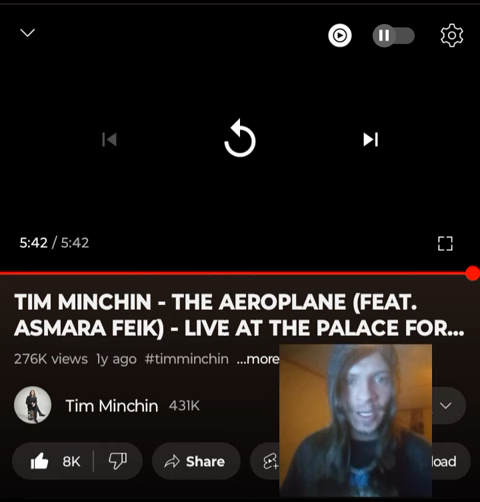 5:42 / 5:42
TIM MINCHIN - THE AEROPLANE (FEAT.
ASMARA FEIK) - LIVE AT THE PALACE FOR...
276K views 1y ago #timminchin ...more
Tim Minchin 431K
8K Share load